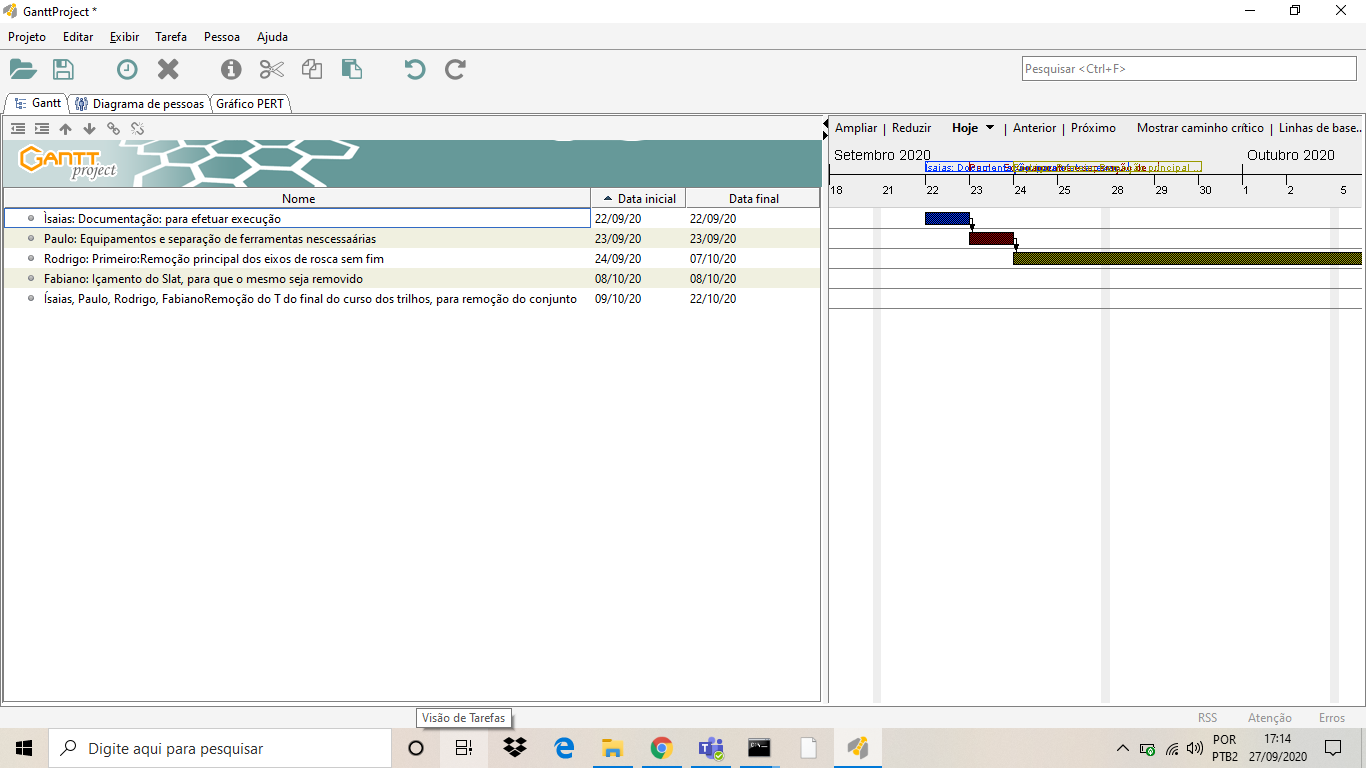 GanttProject *
Projeto Editar Exibir Tarefa Pessoa Ajuda
Pesquisar <Ctrl+F>
Gantt Diagrama de pessoas Gráfico PERT
Ampliar | Reduzir Hoje | Anterior | Próximo Mostrar caminho crítico | Linhas de base..
GANTT project
Setembro 2020 Outubro 2020
Nome Data inicial Data final
18 21 22 23 24 25 28 29 30 1 2 5
Ìsaias: Documentação: para efetuar execução 22/09/20 22/09/20
Paulo: Equipamentos e separação de ferramentas nescessaárias 23/09/20 23/09/20
Rodrigo: Primeiro:Remoção principal dos eixos de rosca sem fim 24/09/20 07/10/20
Fabiano: Içamento do Slat, para que o mesmo seja removido 08/10/20 08/10/20
Ísaias, Paulo, Rodrigo, FabianoRemoção do T do final do curso dos trilhos, para remoção do conjunto 09/10/20 22/10/20
Visão de Tarefas
RSS Atenção Erros
Digite aqui para pesquisar
POR
PTB2
17:14
27/09/2020